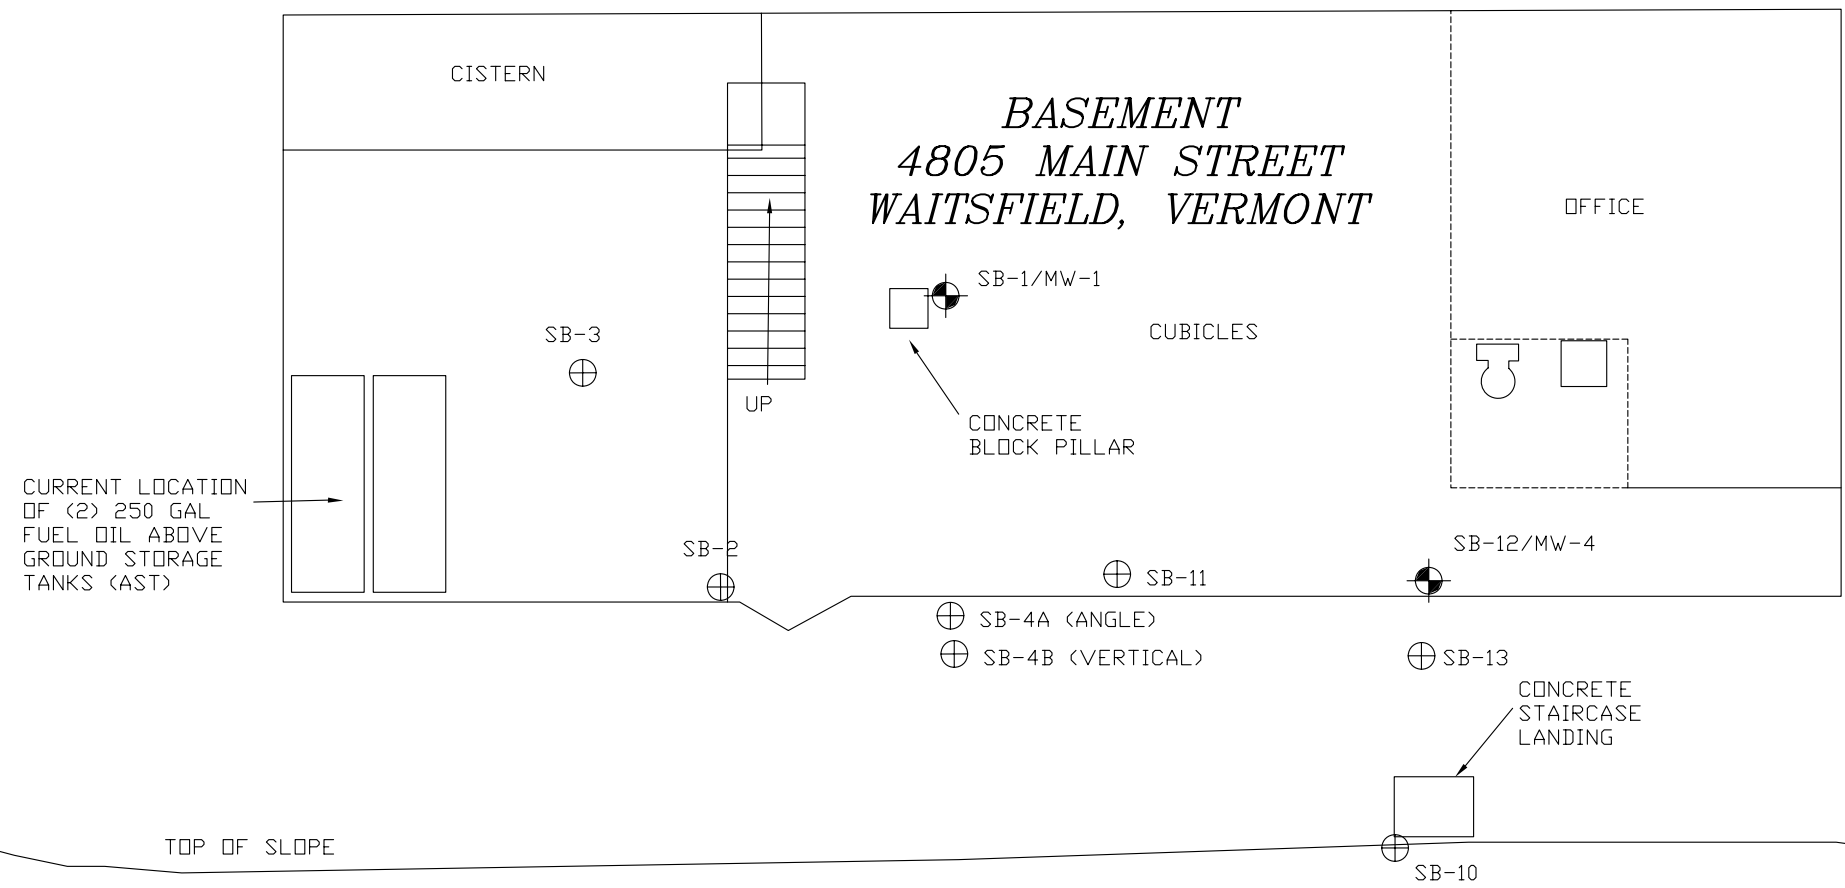 CISTERN
BASEMENT
4805 MAIN STREET
WAITSFIELD, VERMONT
OFFICE
SB-1/MW-1
SB-3
CUBICLES
UP
CONCRETE
BLOCK PILLAR
CURRENT LOCATION
OF (2) 250 GAL
FUEL OIL ABOVE
GROUND STORAGE
TANKS (AST)
SB-2
SB-12/MW-4
SB-11
SB-4A (ANGLE)
SB-4B (VERTICAL)
SB-13
CONCRETE
STAIRCASE
LANDING
TOP OF SLOPE
SB-10